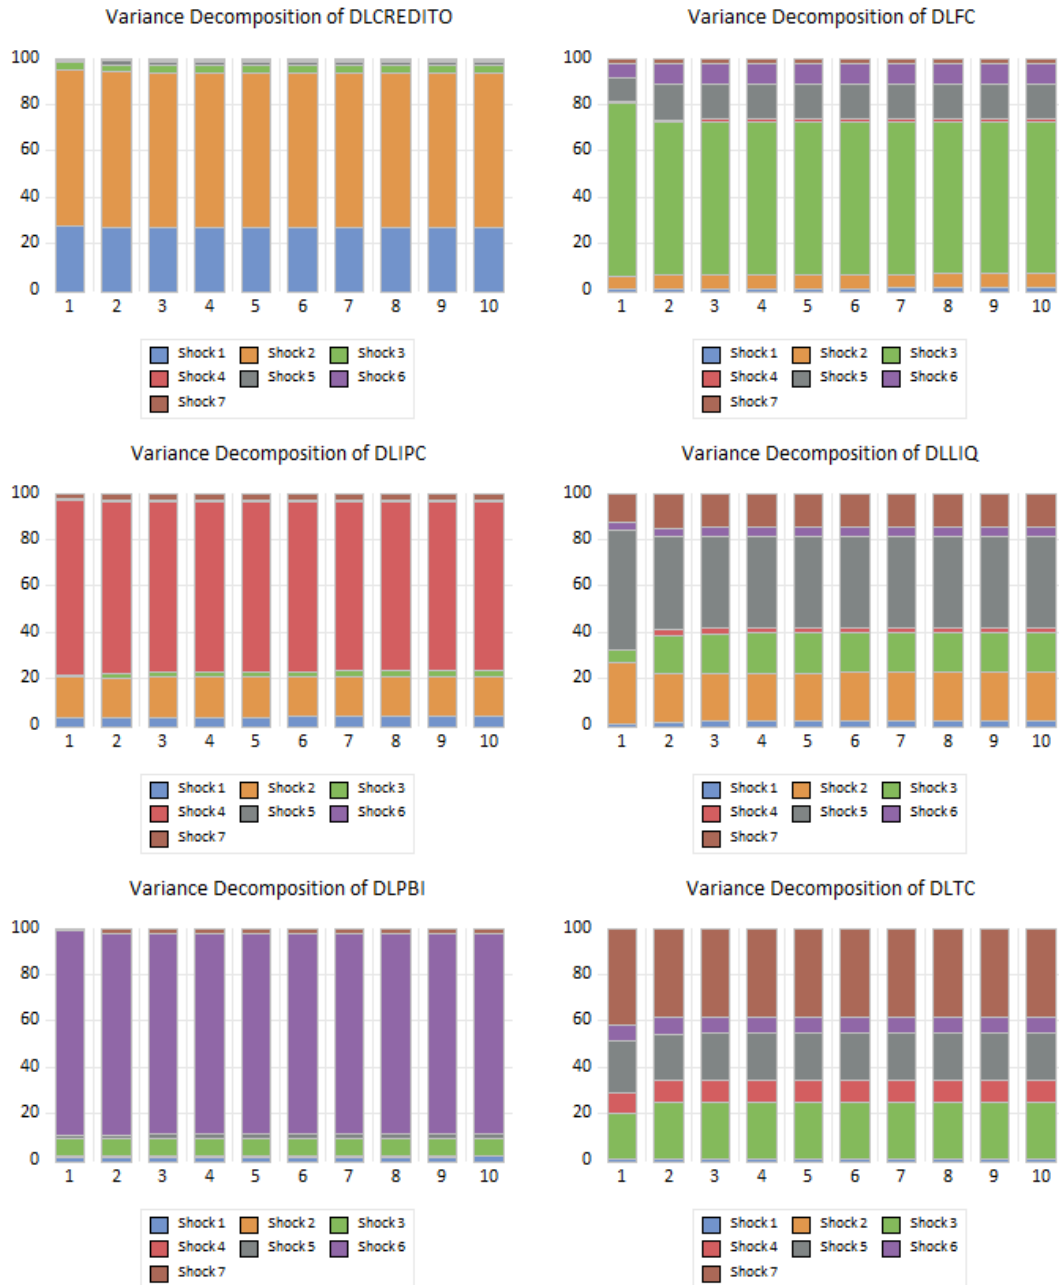 Variance Decomposition of DLCREDITO
100
80
60
40
20
0
1 2 3 4 5 6 7 8 9 10
Shock 1 Shock 2 Shock 3
Shock 4 Shock 5 Shock 6
Shock 7
Variance Decomposition of DLFC
100
80
60
40
20
0
1 2 3 4 5 6 7 8 9 10
Shock 1 Shock 2 Shock 3
Shock 4 Shock 5 Shock 6
Shock 7
Variance Decomposition of DLIPC
100
80
60
40
20
0
1 2 3 4 5 6 7 8 9 10
Shock 1 Shock 2 Shock 3
Shock 4 Shock 5 Shock 6
Shock 7
Variance Decomposition of DLLIQ
100
80
60
40
20
0
1 2 3 4 5 6 7 8 9 10
Shock 1 Shock 2 Shock 3
Shock 4 Shock 5 Shock 6
Shock 7
Variance Decomposition of DLPBI
100
80
60
40
20
0
1 2 3 4 5 6 7 8 9 10
Shock 1 Shock 2 Shock 3
Shock 4 Shock 5 Shock 6
Shock 7
Variance Decomposition of DLTC
100
80
60
40
20
0
1 2 3 4 5 6 7 8 9 10
Shock 1 Shock 2 Shock 3
Shock 4 Shock 5 Shock 6
Shock 7